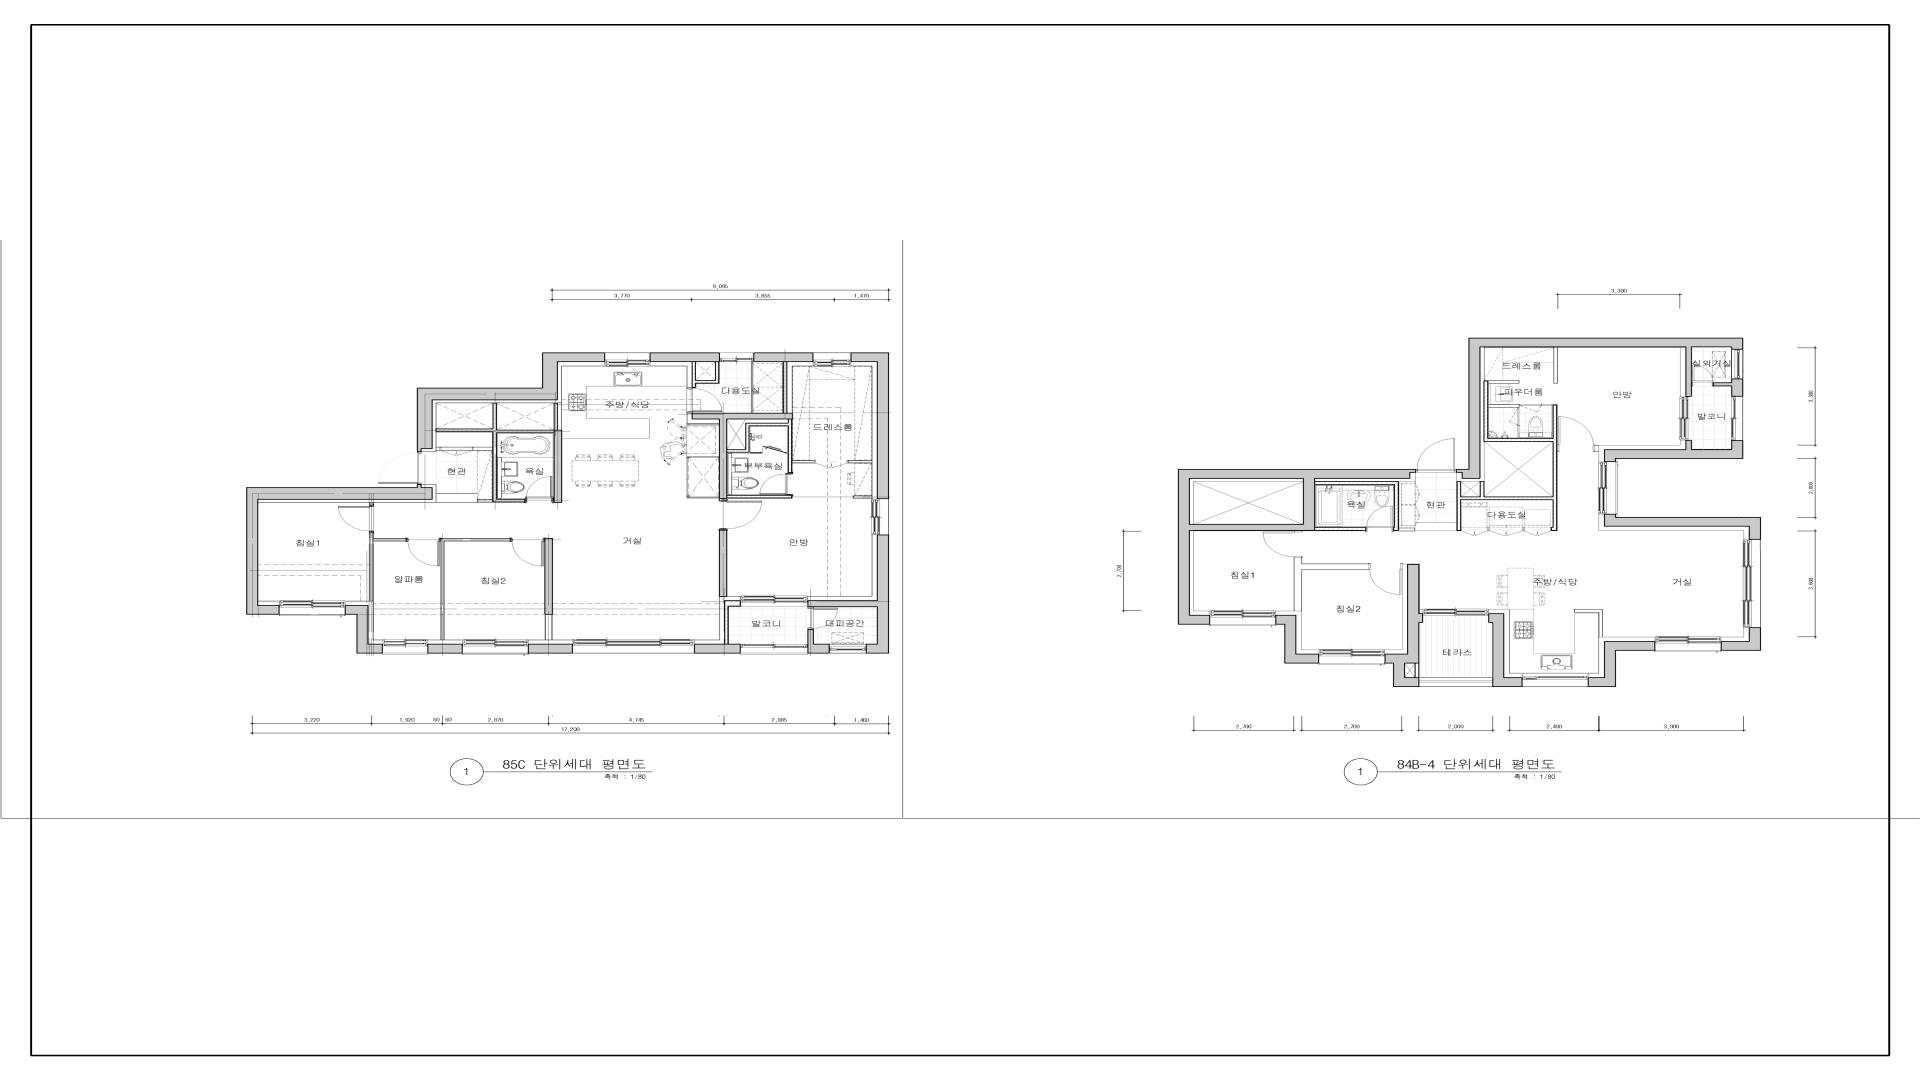 9,095
3,770 3,855 1,470
다용도실
주방/식당
드레스룸
현관 욕실 부부욕실
침실1 거실 안방
알파룸 침실2
발코니 대피공간
3,220 1,920 60 60 2,870 4,745 2,985 1,460
17,200
1 85C 단위세대 평면도
축척 : 1/80
3,300
드레스룸 실외기실
파우더룸 안방
발코니
3,300
2,000
욕실 현관 다용도실
침실1 주방/식당 거실
침실2
테라스
2,700
3,600
2,700 2,700 2,000 2,400 3,900
1 84B-4 단위세대 평면도
축척 : 1/80